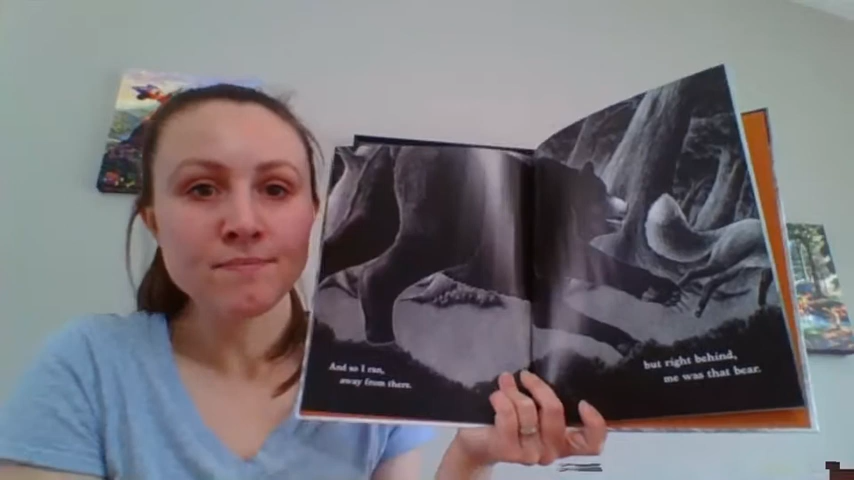 And so I ran,
away from there.
but right behind,
me was that bear.